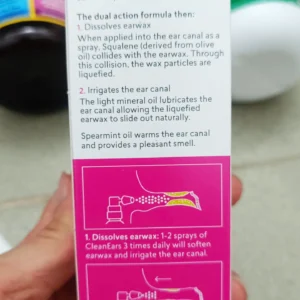 The dual action formula then:
1. Dissolves earwax
When applied into the ear canal as a
spray, Squalene (derived from olive
oil) collides with the earwax. Through
this collision, the wax particles are
liquefied.
2. Irrigates the ear canal
The light mineral oil lubricates the
ear canal allowing the liquefied
earwax to slide out naturally.
Spearmint oil warms the ear canal
and provides a pleasant smell.
1. Dissolves earwax: 1-2 sprays of
CleanEars 3 times daily will soften
earwax and irrigate the ear canal.